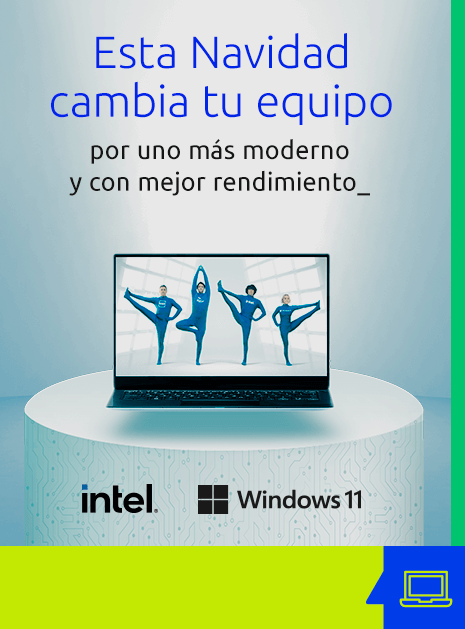 Esta Navidad
cambia tu equipo
por uno más moderno
y con mejor rendimiento_
intel.
Windows 11